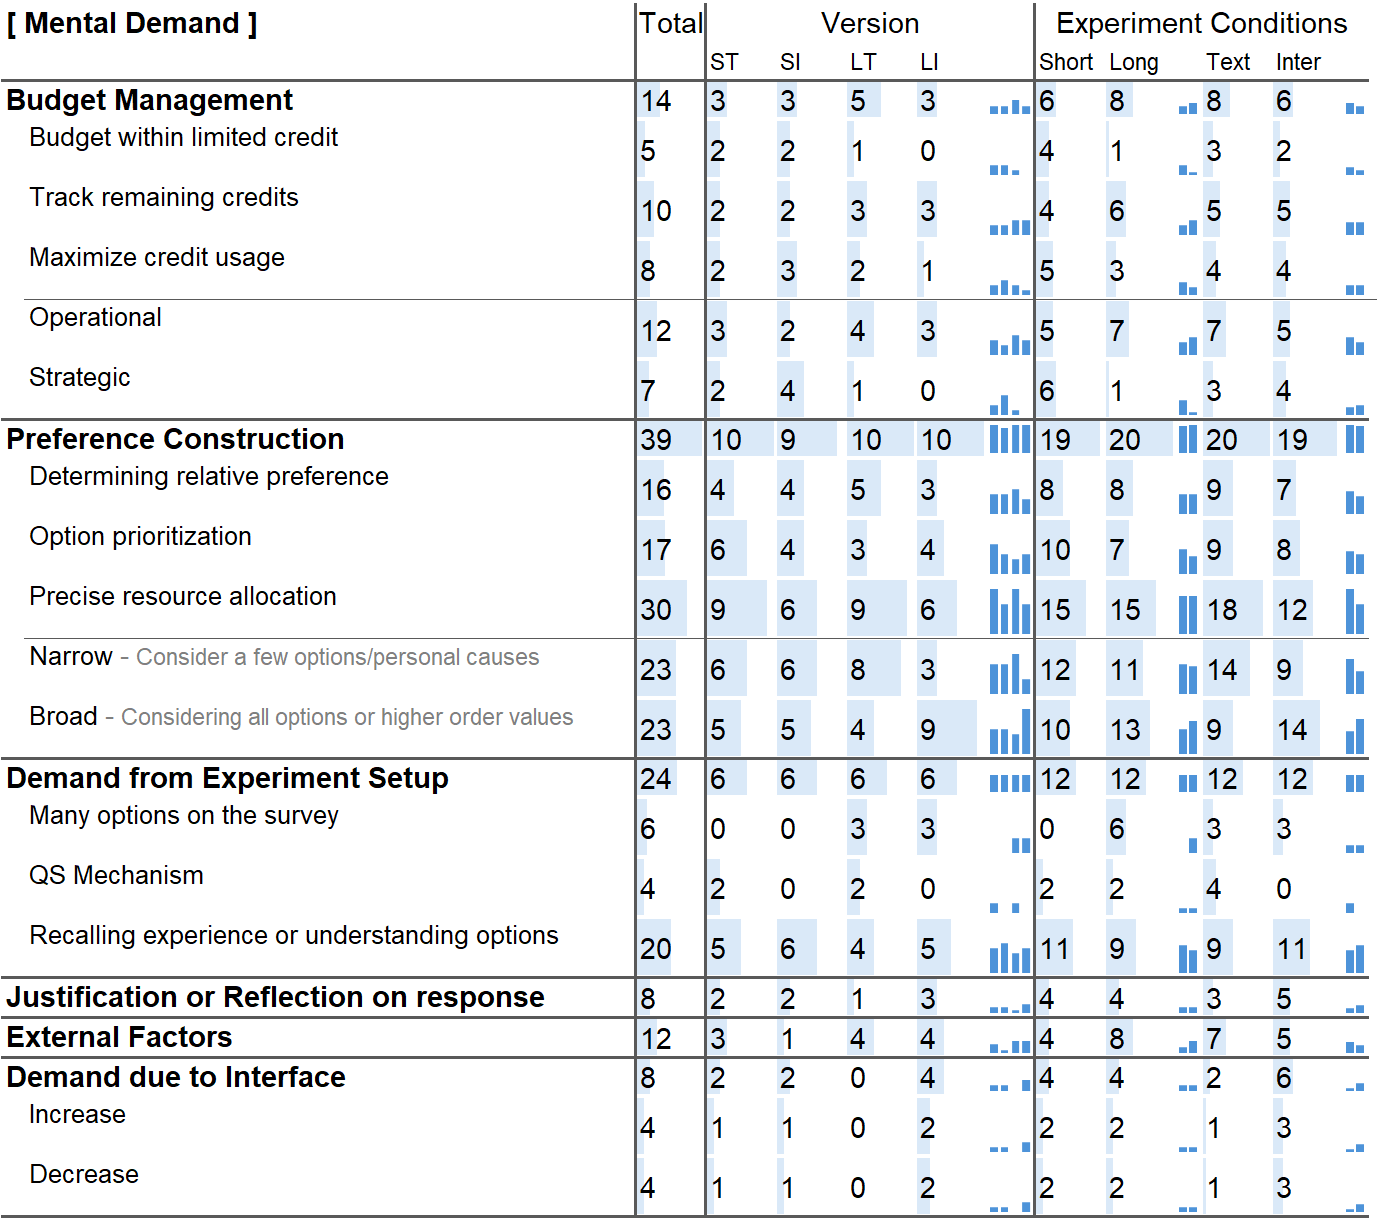 [ Mental Demand ] Total Version Experiment Conditions
ST SI LT LI Short Long Text Inter
Budget Management 14 3 3 5 3 6 8 8 6
Budget within limited credit 5 2 2 1 0 4 1 3 2
Track remaining credits 10 2 2 3 3 4 6 5 5
Maximize credit usage 8 2 3 2 1 5 3 4 4
Operational 12 3 2 4 3 5 7 7 5
Strategic 7 2 4 1 0 6 1 3 4
Preference Construction 39 10 9 10 10 19 20 20 19
Determining relative preference 16 4 4 5 3 8 8 9 7
Option prioritization 17 6 4 3 4 10 7 9 8
Precise resource allocation 30 9 6 9 6 15 15 18 12
Narrow - Consider a few options/personal causes 23 6 6 8 3 12 11 14 9
Broad - Considering all options or higher order values 23 5 5 4 9 10 13 9 14
Demand from Experiment Setup 24 6 6 6 6 12 12 12 12
Many options on the survey 6 0 0 3 3 0 6 3 3
QS Mechanism 4 2 0 2 0 2 2 4 0
Recalling experience or understanding options 20 5 6 4 5 11 9 9 11
Justification or Reflection on response 8 2 2 1 3 4 4 3 5
External Factors 12 3 1 4 4 4 8 7 5
Demand due to Interface 8 2 2 0 4 4 4 2 6
Increase 4 1 1 0 2 2 2 1 3
Decrease 4 1 1 0 2 2 2 1 3